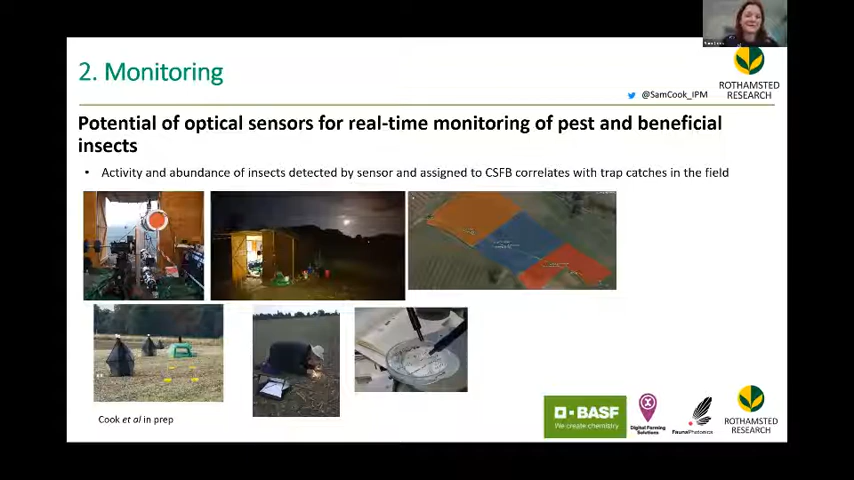 2. Monitoring
@SamCook_IPM
ROTHAMSTED
RESEARCH
Potential of optical sensors for real-time monitoring of pest and beneficial
insects
• Activity and abundance of insects detected by sensor and assigned to CSFB correlates with trap catches in the field
Cook et al in prep
BASF
We create chemistry
Digital Farming
Solutions
FaunaPhotonics
ROTHAMSTED
RESEARCH